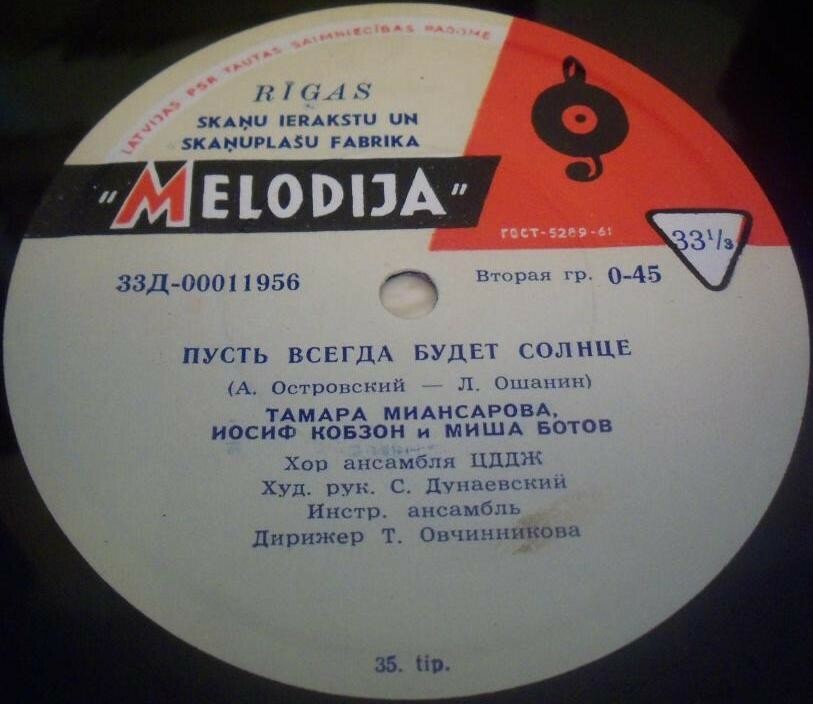 LATVIJAS PSR TAUTAS SAIMNIECĪBAS PADOME
RĪGAS
SKAŅU IERAKSTU UN
SKAŅUPLAŠU FABRIKA
"MELODIJA"
ГОСТ-5289-61
33⅓
33Д-00011956
Вторая гр. 0-45
ПУСТЬ ВСЕГДА БУДЕТ СОЛНЦЕ
(А. Островский — Л. Ошанин)
ТАМАРА МИАНСАРОВА,
ИОСИФ КОБЗОН и МИША БОТОВ
Хор ансамбля ЦДДЖ
Худ. рук. С. Дунаевский
Инстр. ансамбль
Дирижер Т. Овчинникова
35. tip.